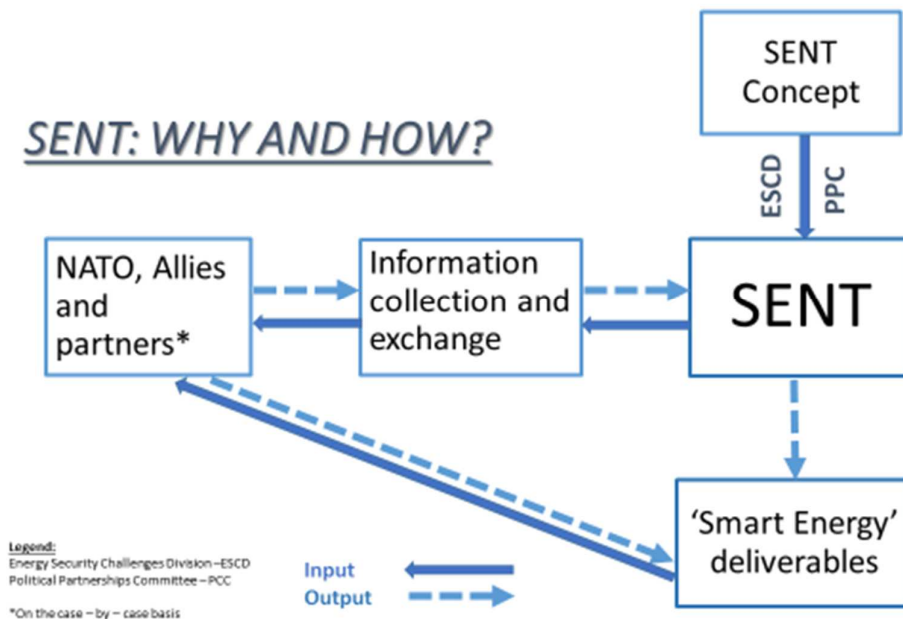 SENT
Concept
SENT: WHY AND HOW?
ESCD
PPC
NATO, Allies
and
partners*
Information
collection and
exchange
SENT
‘Smart Energy’
deliverables
Legend:
Energy Security Challenges Division –ESCD
Political Partnerships Committee – PCC
*On the case – by – case basis
Input
Output